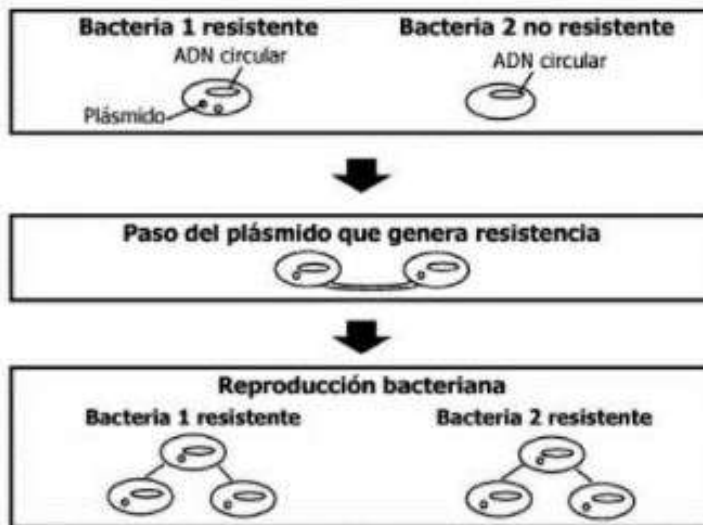 Bacteria 1 resistente
Bacteria 2 no resistente
ADN circular
ADN circular
Plásmido
Paso del plásmido que genera resistencia
Reproducción bacteriana
Bacteria 1 resistente
Bacteria 2 resistente